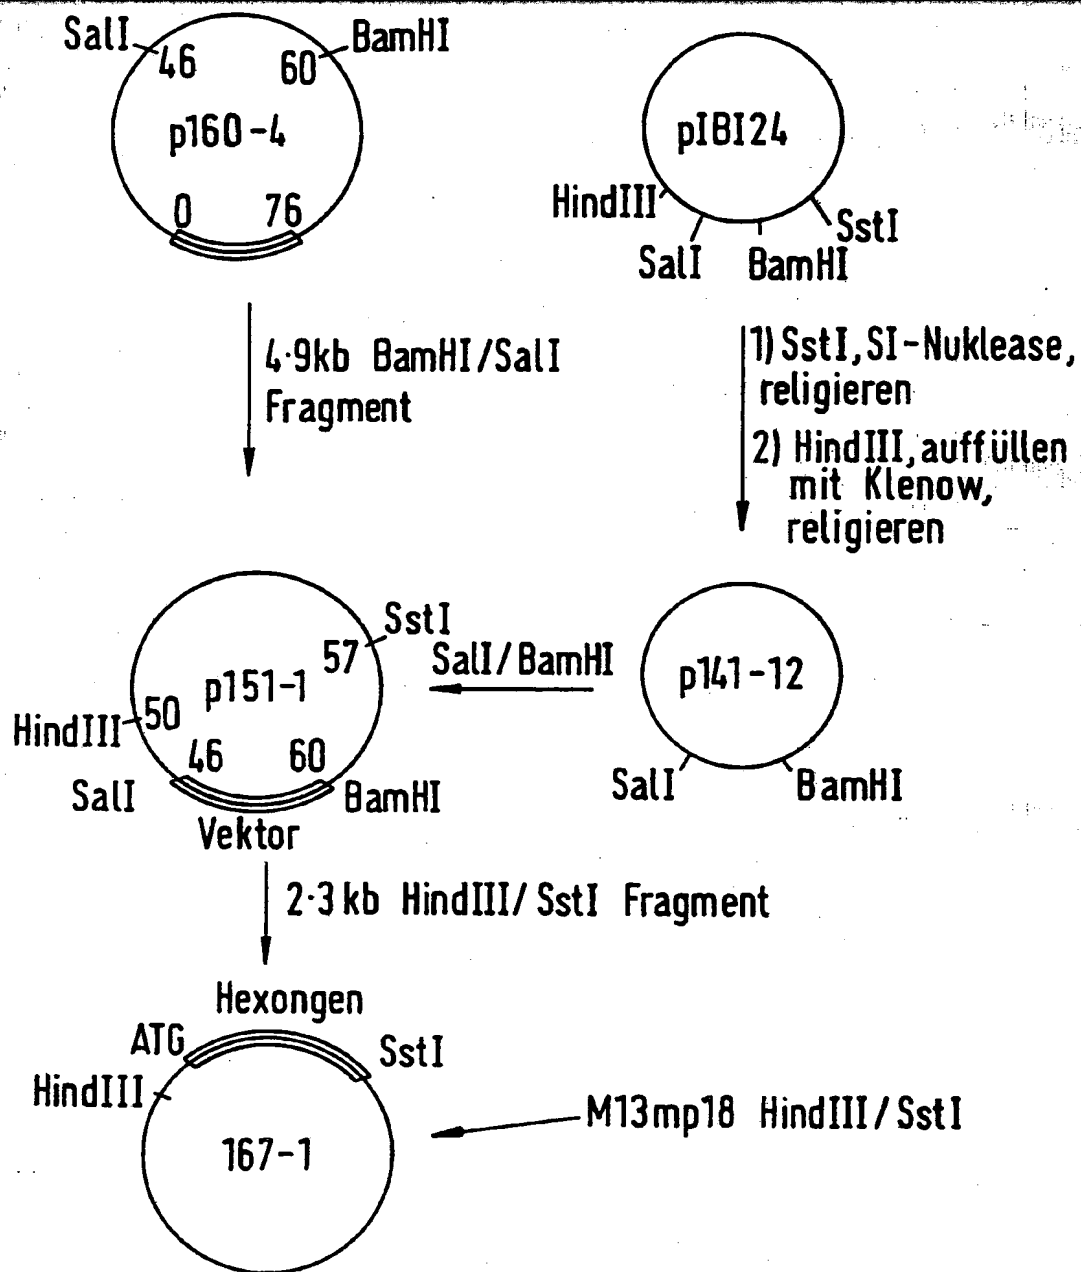 SalI
46
60
BamHI
p160-4
0
76
pIBI24
HindIII
SalI
BamHI
SstI
4·9kb BamHI/SalI
Fragment
1) SstI, SI-Nuklease,
religieren
2) HindIII, auffüllen
mit Klenow,
religieren
SstI
57
p151-1
HindIII
50
46
60
SalI
BamHI
Vektor
SalI/BamHI
p141-12
SalI
BamHI
2·3kb HindIII/SstI Fragment
Hexongen
ATG
SstI
HindIII
167-1
M13mp18 HindIII/SstI